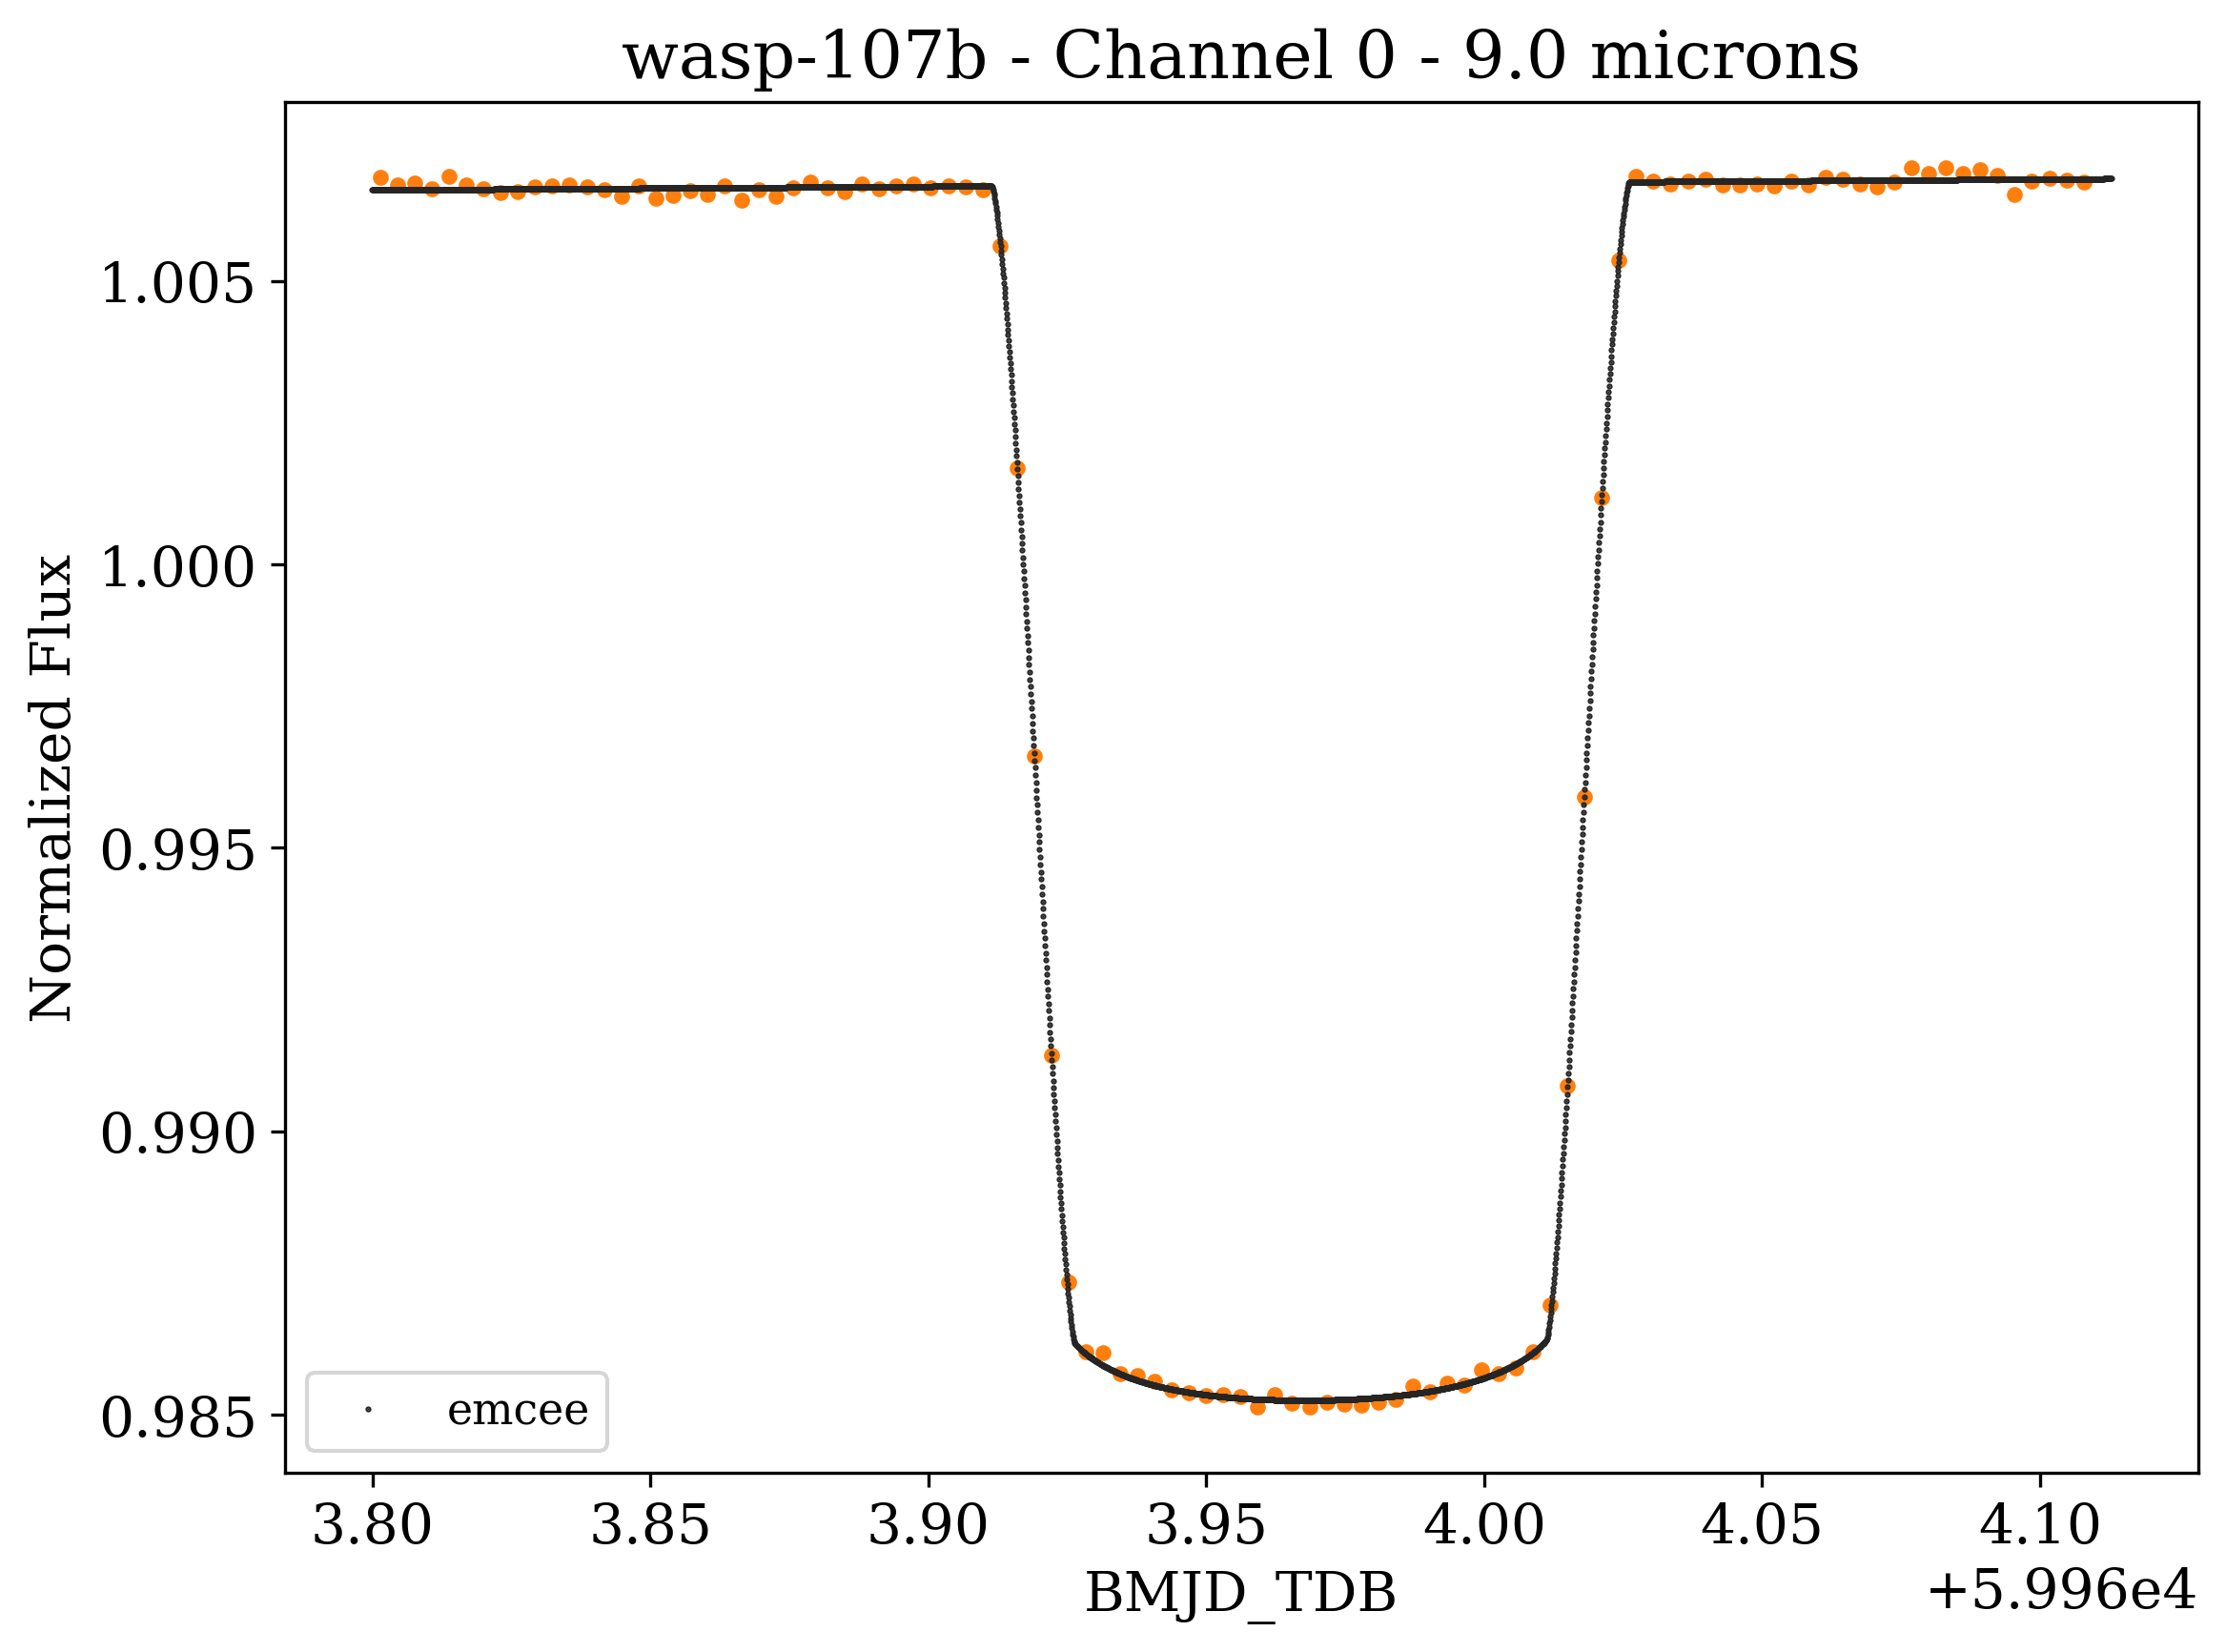 wasp-107b - Channel 0 - 9.0 microns
Normalized Flux
1.005
1.000
0.995
0.990
0.985
emcee
3.80 3.85 3.90 3.95 4.00 4.05 4.10
BMJD_TDB
+5.996e4